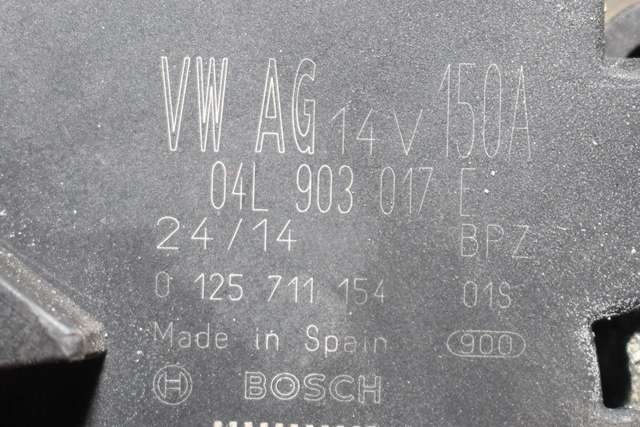 VW AG 14V 150A
04L 903 017 E
24/14 BPZ
0 125 711 154 01S
Made in Spain 900
BOSCH